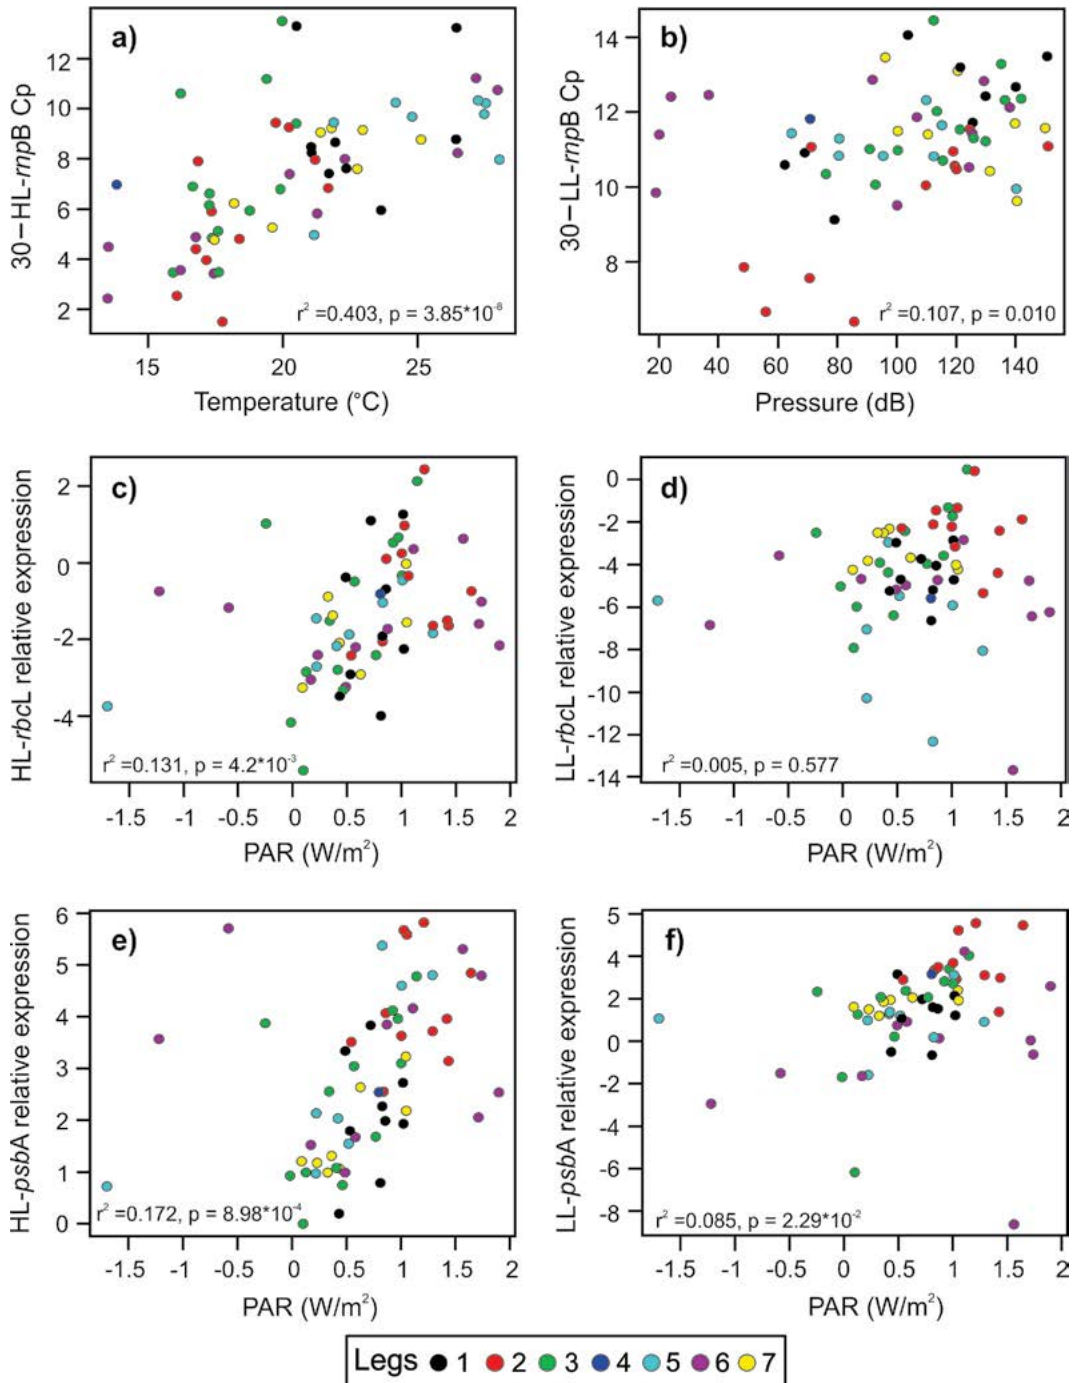 a)
30−HL-rnpB Cp
12
10
8
6
4
2
r² =0.403, p = 3.85*10⁻⁸
15 20 25
Temperature (°C)
b)
30−LL-rnpB Cp
14
12
10
8
r² =0.107, p = 0.010
20 40 60 80 100 120 140
Pressure (dB)
c)
HL-rbcL relative expression
2
0
-2
-4
r² =0.131, p = 4.2*10⁻³
-1.5 -1 -0.5 0 0.5 1 1.5 2
PAR (W/m²)
d)
LL-rbcL relative expression
0
-2
-4
-6
-8
-10
-12
-14
r² =0.005, p = 0.577
-1.5 -1 -0.5 0 0.5 1 1.5 2
PAR (W/m²)
e)
HL-psbA relative expression
6
5
4
3
2
1
0
r² =0.172, p = 8.98*10⁻⁴
-1.5 -1 -0.5 0 0.5 1 1.5 2
PAR (W/m²)
f)
LL-psbA relative expression
5
4
2
0
-2
-4
-6
-8
r² =0.085, p = 2.29*10⁻²
-1.5 -1 -0.5 0 0.5 1 1.5 2
PAR (W/m²)
Legs 1 2 3 4 5 6 7